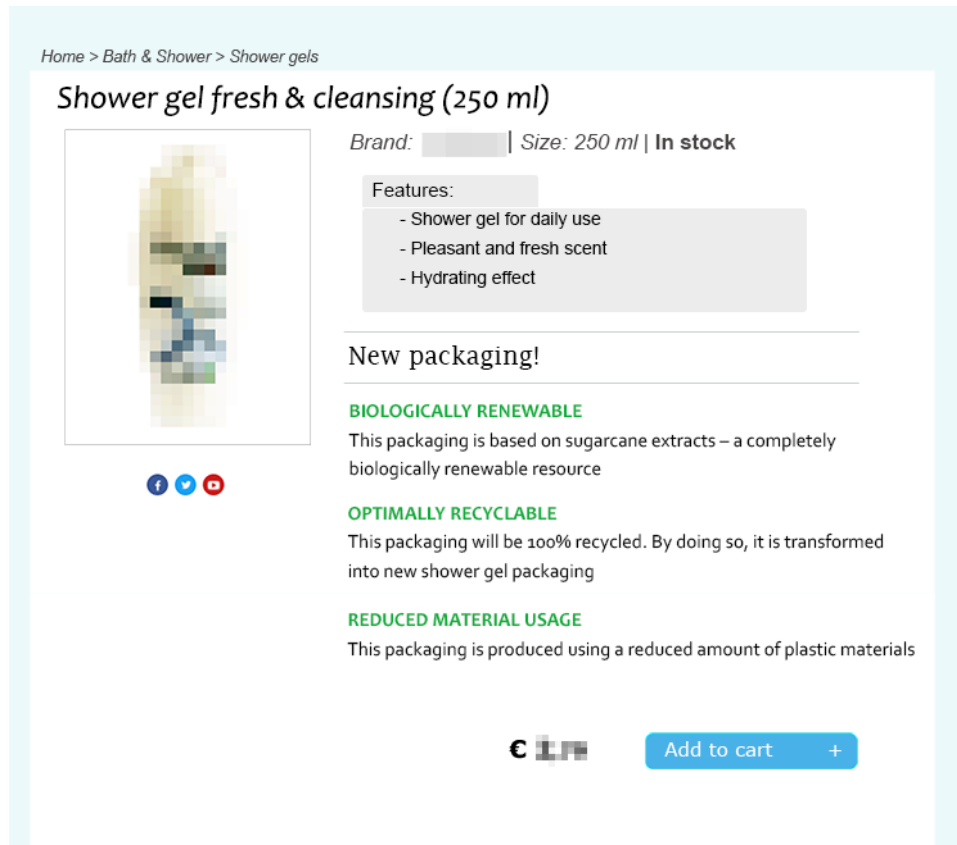 Home > Bath & Shower > Shower gels
Shower gel fresh & cleansing (250 ml)
Brand: | Size: 250 ml | In stock
Features:
- Shower gel for daily use
- Pleasant and fresh scent
- Hydrating effect
New packaging!
BIOLOGICALLY RENEWABLE
This packaging is based on sugarcane extracts – a completely
biologically renewable resource
OPTIMALLY RECYCLABLE
This packaging will be 100% recycled. By doing so, it is transformed
into new shower gel packaging
REDUCED MATERIAL USAGE
This packaging is produced using a reduced amount of plastic materials
€
Add to cart +